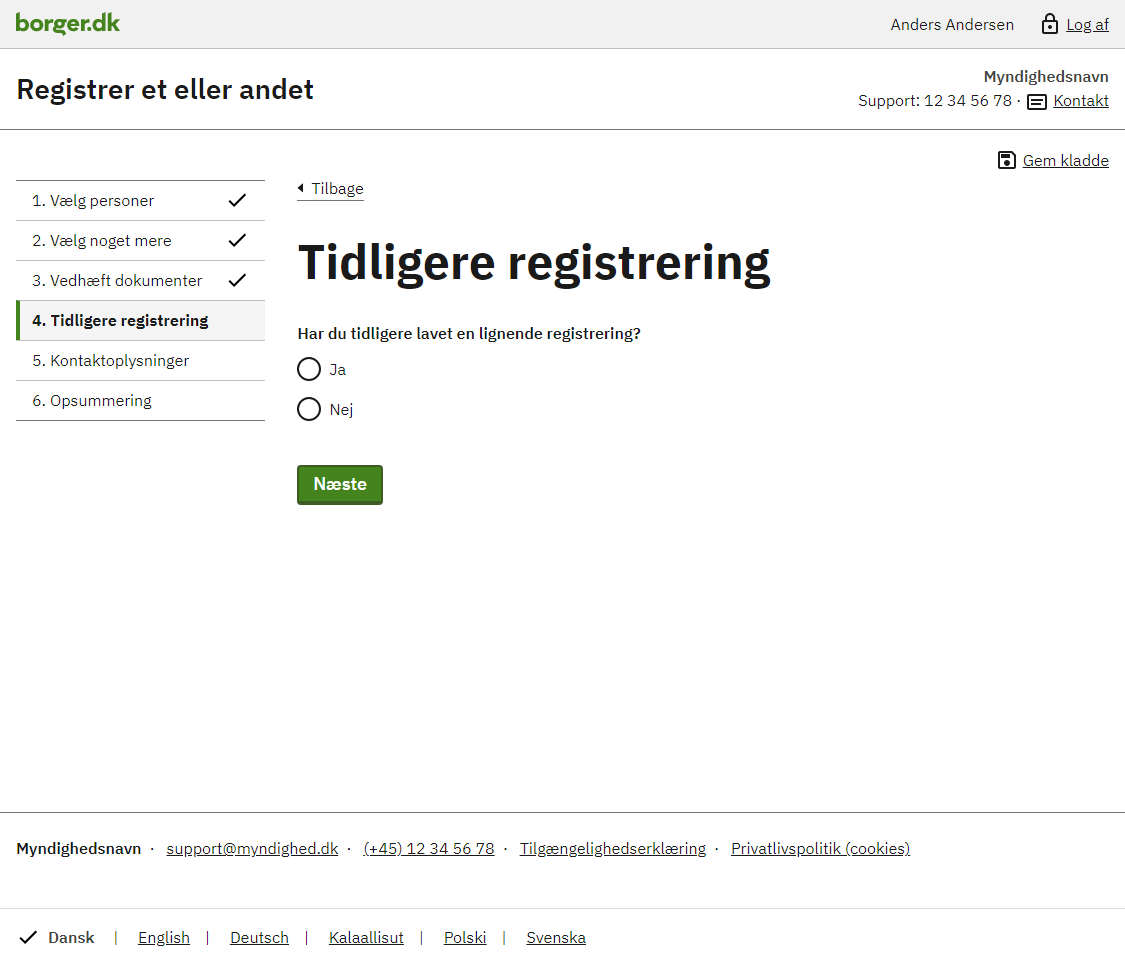 borger.dk
Anders Andersen
Log af
Registrer et eller andet
Myndighedsnavn
Support: 12 34 56 78 · Kontakt
Gem kladde
1. Vælg personer
2. Vælg noget mere
3. Vedhæft dokumenter
4. Tidligere registrering
5. Kontaktoplysninger
6. Opsummering
Tilbage
Tidligere registrering
Har du tidligere lavet en lignende registrering?
Ja
Nej
Næste
Myndighedsnavn · support@myndighed.dk · (+45) 12 34 56 78 · Tilgængelighedserklæring · Privatlivspolitik (cookies)
Dansk | English | Deutsch | Kalaallisut | Polski | Svenska